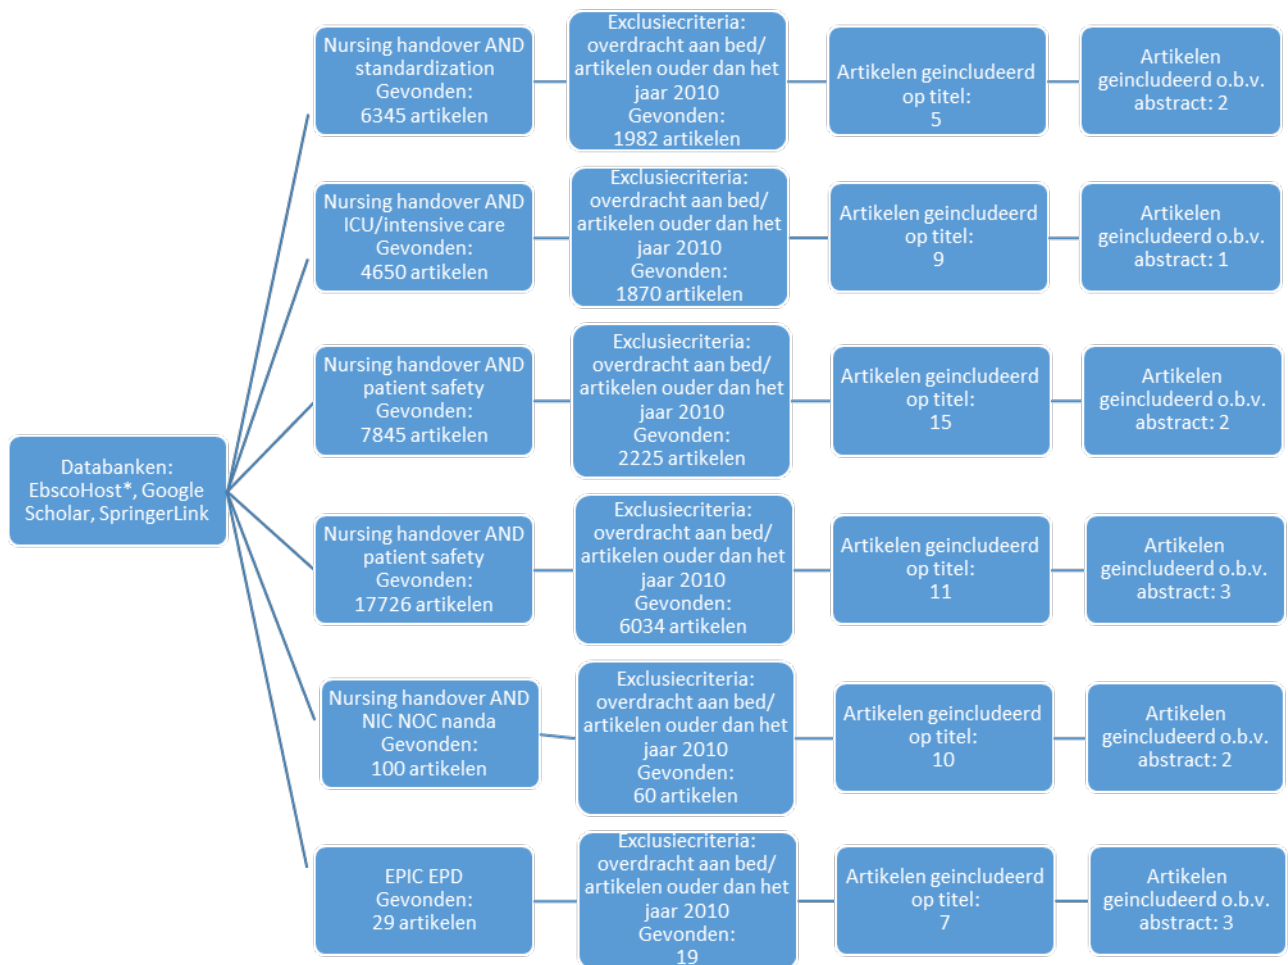 Databanken:
EbscoHost*, Google
Scholar, SpringerLink
Nursing handover AND
standardization
Gevonden:
6345 artikelen
Exclusiecriteria:
overdracht aan bed/
artikelen ouder dan het
jaar 2010
Gevonden:
1982 artikelen
Artikelen geincludeerd
op titel:
5
Artikelen
geincludeerd o.b.v.
abstract: 2
Nursing handover AND
ICU/intensive care
Gevonden:
4650 artikelen
Exclusiecriteria:
overdracht aan bed/
artikelen ouder dan het
jaar 2010
Gevonden:
1870 artikelen
Artikelen geincludeerd
op titel:
9
Artikelen
geincludeerd o.b.v.
abstract: 1
Nursing handover AND
patient safety
Gevonden:
7845 artikelen
Exclusiecriteria:
overdracht aan bed/
artikelen ouder dan het
jaar 2010
Gevonden:
2225 artikelen
Artikelen geincludeerd
op titel:
15
Artikelen
geincludeerd o.b.v.
abstract: 2
Nursing handover AND
patient safety
Gevonden:
17726 artikelen
Exclusiecriteria:
overdracht aan bed/
artikelen ouder dan het
jaar 2010
Gevonden:
6034 artikelen
Artikelen geincludeerd
op titel:
11
Artikelen
geincludeerd o.b.v.
abstract: 3
Nursing handover AND
NIC NOC nanda
Gevonden:
100 artikelen
Exclusiecriteria:
overdracht aan bed/
artikelen ouder dan het
jaar 2010
Gevonden:
60 artikelen
Artikelen geincludeerd
op titel:
10
Artikelen
geincludeerd o.b.v.
abstract: 2
EPIC EPD
Gevonden:
29 artikelen
Exclusiecriteria:
overdracht aan bed/
artikelen ouder dan het
jaar 2010
Gevonden:
19
Artikelen geincludeerd
op titel:
7
Artikelen
geincludeerd o.b.v.
abstract: 3